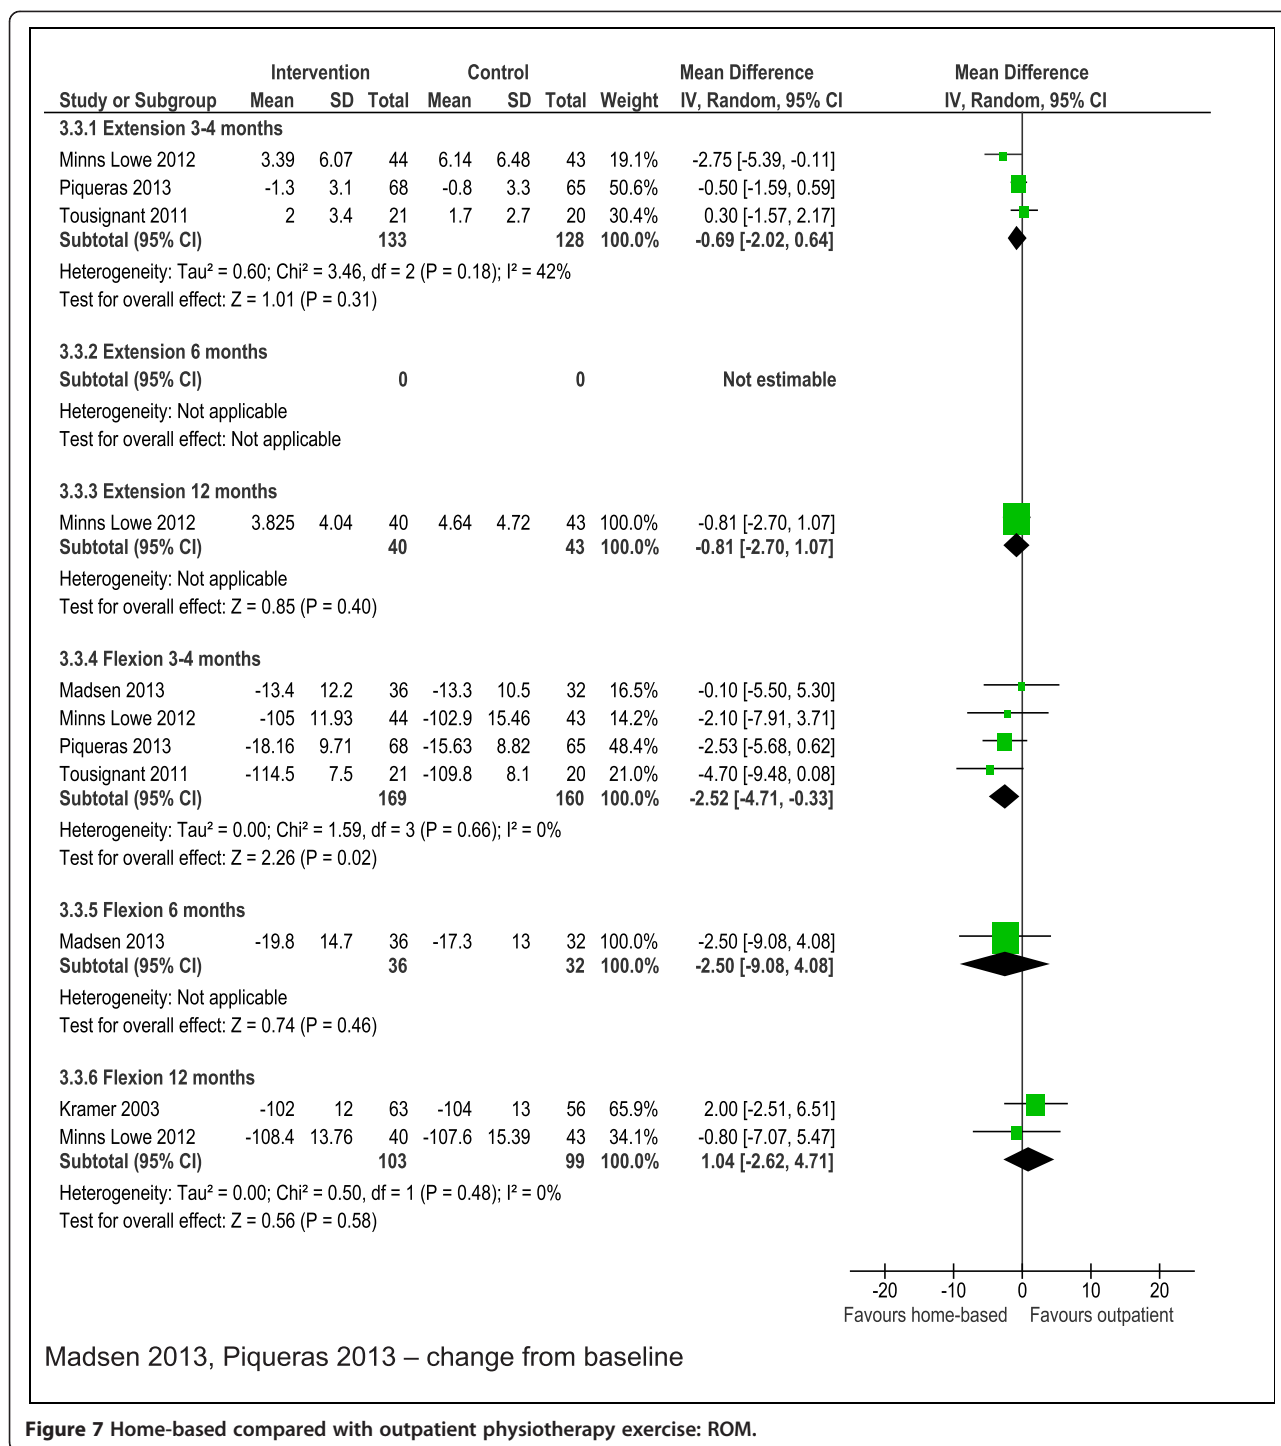 Intervention Control Mean Difference Mean Difference
Study or Subgroup Mean SD Total Mean SD Total Weight IV, Random, 95% CI IV, Random, 95% CI
3.3.1 Extension 3-4 months
Minns Lowe 2012 3.39 6.07 44 6.14 6.48 43 19.1% -2.75 [-5.39, -0.11]
Piqueras 2013 -1.3 3.1 68 -0.8 3.3 65 50.6% -0.50 [-1.59, 0.59]
Tousignant 2011 2 3.4 21 1.7 2.7 20 30.4% 0.30 [-1.57, 2.17]
Subtotal (95% CI) 133 128 100.0% -0.69 [-2.02, 0.64]
Heterogeneity: Tau² = 0.60; Chi² = 3.46, df = 2 (P = 0.18); I² = 42%
Test for overall effect: Z = 1.01 (P = 0.31)
3.3.2 Extension 6 months
Subtotal (95% CI) 0 0 Not estimable
Heterogeneity: Not applicable
Test for overall effect: Not applicable
3.3.3 Extension 12 months
Minns Lowe 2012 3.825 4.04 40 4.64 4.72 43 100.0% -0.81 [-2.70, 1.07]
Subtotal (95% CI) 40 43 100.0% -0.81 [-2.70, 1.07]
Heterogeneity: Not applicable
Test for overall effect: Z = 0.85 (P = 0.40)
3.3.4 Flexion 3-4 months
Madsen 2013 -13.4 12.2 36 -13.3 10.5 32 16.5% -0.10 [-5.50, 5.30]
Minns Lowe 2012 -105 11.93 44 -102.9 15.46 43 14.2% -2.10 [-7.91, 3.71]
Piqueras 2013 -18.16 9.71 68 -15.63 8.82 65 48.4% -2.53 [-5.68, 0.62]
Tousignant 2011 -114.5 7.5 21 -109.8 8.1 20 21.0% -4.70 [-9.48, 0.08]
Subtotal (95% CI) 169 160 100.0% -2.52 [-4.71, -0.33]
Heterogeneity: Tau² = 0.00; Chi² = 1.59, df = 3 (P = 0.66); I² = 0%
Test for overall effect: Z = 2.26 (P = 0.02)
3.3.5 Flexion 6 months
Madsen 2013 -19.8 14.7 36 -17.3 13 32 100.0% -2.50 [-9.08, 4.08]
Subtotal (95% CI) 36 32 100.0% -2.50 [-9.08, 4.08]
Heterogeneity: Not applicable
Test for overall effect: Z = 0.74 (P = 0.46)
3.3.6 Flexion 12 months
Kramer 2003 -102 12 63 -104 13 56 65.9% 2.00 [-2.51, 6.51]
Minns Lowe 2012 -108.4 13.76 40 -107.6 15.39 43 34.1% -0.80 [-7.07, 5.47]
Subtotal (95% CI) 103 99 100.0% 1.04 [-2.62, 4.71]
Heterogeneity: Tau² = 0.00; Chi² = 0.50, df = 1 (P = 0.48); I² = 0%
Test for overall effect: Z = 0.56 (P = 0.58)
-20 -10 0 10 20
Favours home-based Favours outpatient
Madsen 2013, Piqueras 2013 – change from baseline
Figure 7 Home-based compared with outpatient physiotherapy exercise: ROM.